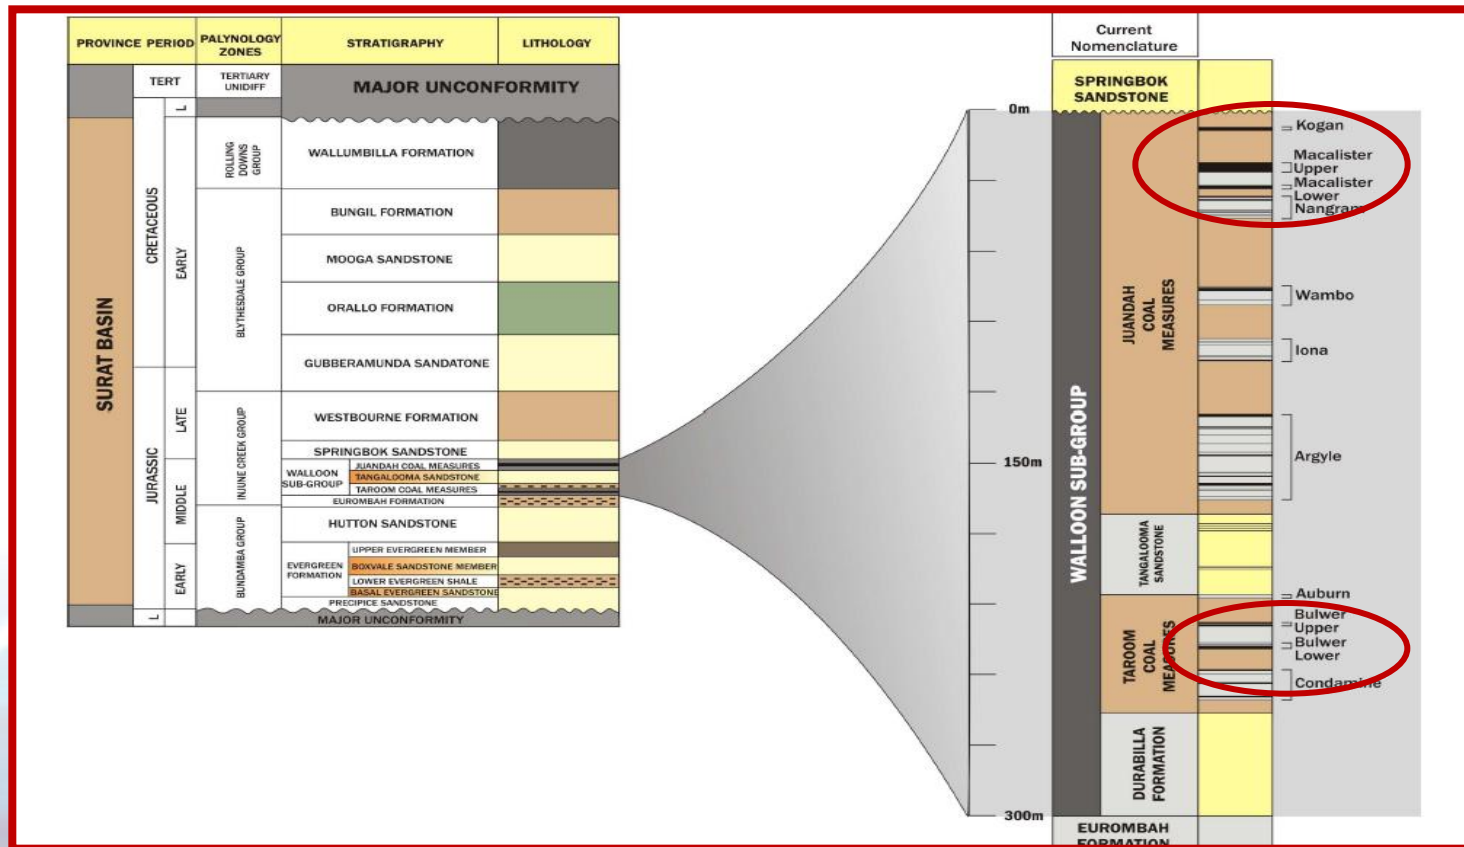 PROVINCE PERIOD
PALYNOLOGY
ZONES
STRATIGRAPHY
LITHOLOGY
TERT
TERTIARY
UNIDIFF
MAJOR UNCONFORMITY
L
SURAT BASIN
CRETACEOUS
EARLY
ROLLING
DOWNS
GROUP
WALLUMBILLA FORMATION
BLYTHESDALE GROUP
BUNGIL FORMATION
MOOGA SANDSTONE
ORALLO FORMATION
GUBBERAMUNDA SANDATONE
JURASSIC
LATE
INJUNE CREEK GROUP
WESTBOURNE FORMATION
SPRINGBOK SANDSTONE
MIDDLE
WALLOON
SUB-GROUP
JUANDAH COAL MEASURES
TANGALOOMA SANDSTONE
TAROOM COAL MEASURES
EUROMBAH FORMATION
BUNDAMBA GROUP
HUTTON SANDSTONE
EARLY
EVERGREEN
FORMATION
UPPER EVERGREEN MEMBER
BOXVALE SANDSTONE MEMBER
LOWER EVERGREEN SHALE
BASAL EVERGREEN SANDSTONE
PRECIPICE SANDSTONE
L
MAJOR UNCONFORMITY
Current
Nomenclature
SPRINGBOK
SANDSTONE
0m
150m
300m
WALLOON SUB-GROUP
JUANDAH
COAL
MEASURES
TANGALOOMA
SANDSTONE
TAROOM
COAL
MEASURES
DURABILLA
FORMATION
EUROMBAH
FORMATION
Kogan
Macalister
Upper
Macalister
Lower
Nangram
Wambo
Iona
Argyle
Auburn
Bulwer
Upper
Bulwer
Lower
Condamine